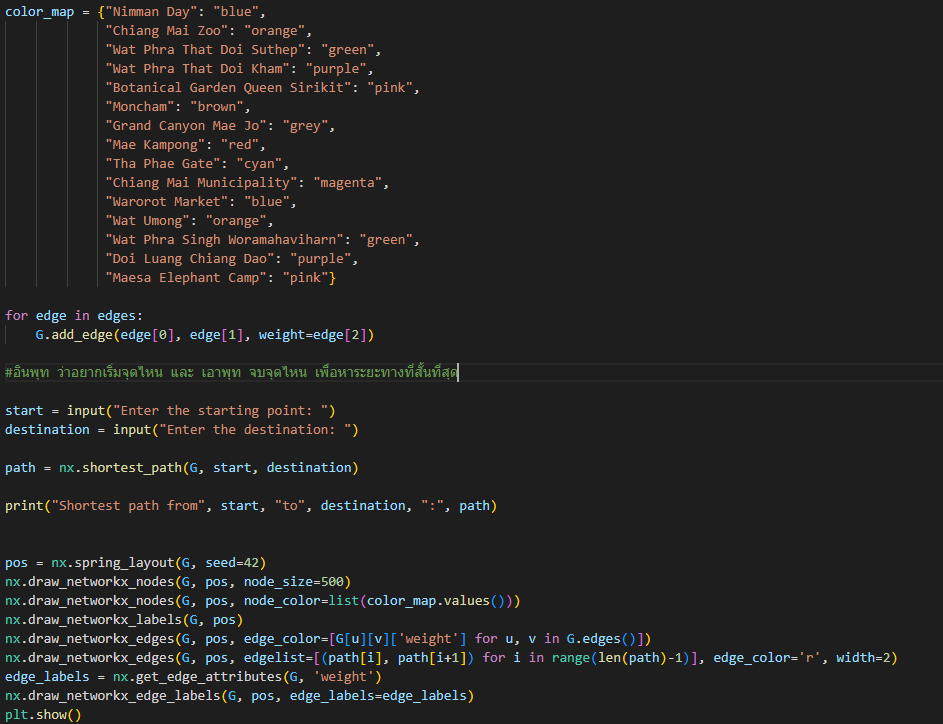 color_map = {"Nimman Day": "blue",
"Chiang Mai Zoo": "orange",
"Wat Phra That Doi Suthep": "green",
"Wat Phra That Doi Kham": "purple",
"Botanical Garden Queen Sirikit": "pink",
"Moncham": "brown",
"Grand Canyon Mae Jo": "grey",
"Mae Kampong": "red",
"Tha Phae Gate": "cyan",
"Chiang Mai Municipality": "magenta",
"Warorot Market": "blue",
"Wat Umong": "orange",
"Wat Phra Singh Woramahaviharn": "green",
"Doi Luang Chiang Dao": "purple",
"Maesa Elephant Camp": "pink"}
for edge in edges:
G.add_edge(edge[0], edge[1], weight=edge[2])
#อินพุท ว่าอยากเริ่มจุดไหน และ เอาพุท จบจุดไหน เพื่อหาระยะทางที่สั้นที่สุด
start = input("Enter the starting point: ")
destination = input("Enter the destination: ")
path = nx.shortest_path(G, start, destination)
print("Shortest path from", start, "to", destination, ":", path)
pos = nx.spring_layout(G, seed=42)
nx.draw_networkx_nodes(G, pos, node_size=500)
nx.draw_networkx_nodes(G, pos, node_color=list(color_map.values()))
nx.draw_networkx_labels(G, pos)
nx.draw_networkx_edges(G, pos, edge_color=[G[u][v]['weight'] for u, v in G.edges()])
nx.draw_networkx_edges(G, pos, edgelist=[(path[i], path[i+1]) for i in range(len(path)-1)], edge_color='r', width=2)
edge_labels = nx.get_edge_attributes(G, 'weight')
nx.draw_networkx_edge_labels(G, pos, edge_labels=edge_labels)
plt.show()